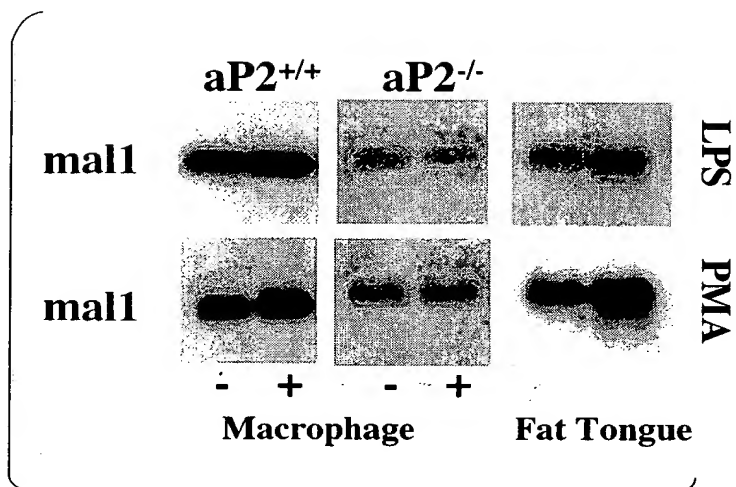 aP2+/+ aP2-/-
mal1 LPS
mal1 PMA
- + - +
Macrophage Fat Tongue